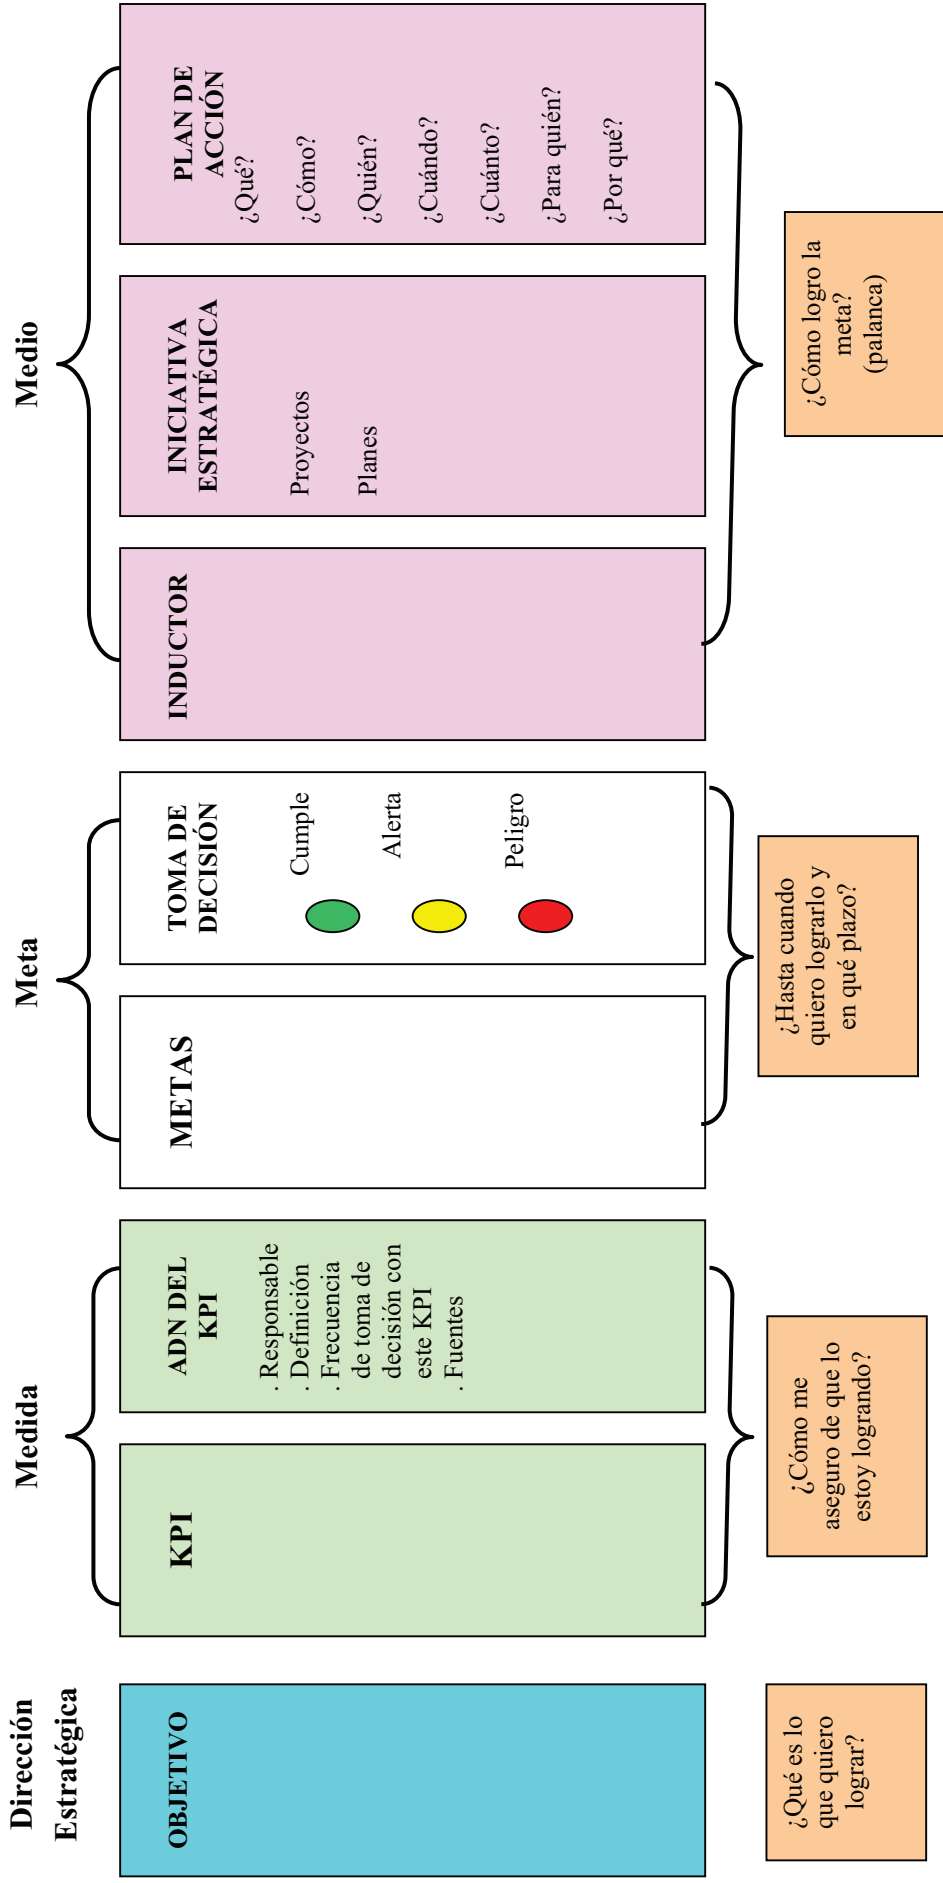 Dirección
Estratégica
Medida
Meta
Medio
OBJETIVO
KPI
ADN DEL
KPI
. Responsable
. Definición
. Frecuencia
de toma de
decisión con
este KPI
. Fuentes
METAS
TOMA DE
DECISIÓN
Cumple
Alerta
Peligro
INDUCTOR
INICIATIVA
ESTRATÉGICA
Proyectos
Planes
PLAN DE
ACCIÓN
¿Qué?
¿Cómo?
¿Quién?
¿Cuándo?
¿Cuánto?
¿Para quién?
¿Por qué?
¿Qué es lo
que quiero
lograr?
¿Cómo me
aseguro de que lo
estoy logrando?
¿Hasta cuando
quiero lograrlo y
en qué plazo?
¿Cómo logro la
meta?
(palanca)